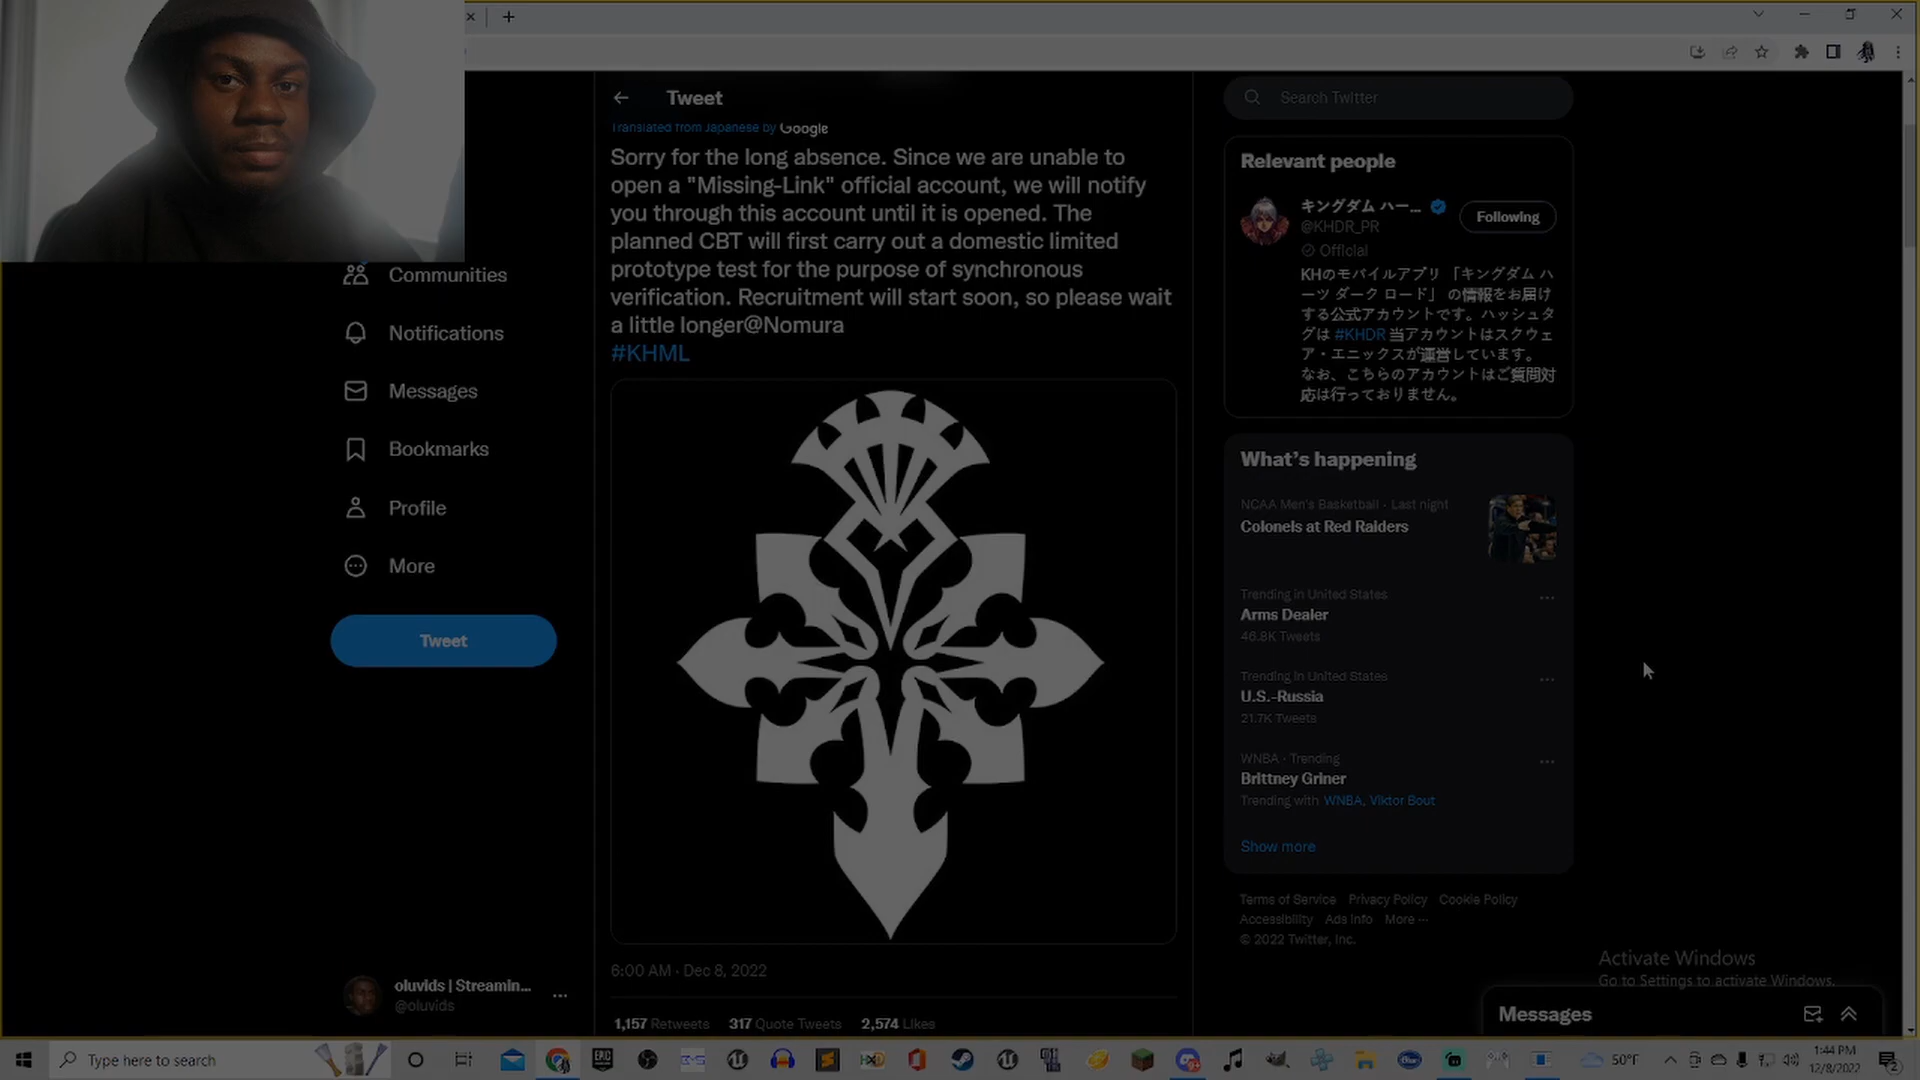 Tweet
Search Twitter
Translated from Japanese by Google
Sorry for the long absence. Since we are unable to
open a "Missing-Link" official account, we will notify
you through this account until it is opened. The
planned CBT will first carry out a domestic limited
prototype test for the purpose of synchronous
verification. Recruitment will start soon, so please wait
a little longer@Nomura
#KHML
6:00 AM · Dec 8, 2022
1,157 Retweets 317 Quote Tweets 2,574 Likes
Communities
Notifications
Messages
Bookmarks
Profile
More
Tweet
oluvids | Streamin...
@oluvids
Relevant people
キングダム ハー...
@KHDR_PR
Official
Following
KHのモバイルアプリ「キングダム ハ
ーツ ダーク ロード」 の情報をお届け
する公式アカウントです。ハッシュタ
グは #KHDR 当アカウントはスクウェ
ア・エニックスが運営しています。
なお、こちらのアカウントはご質問対
応は行っておりません。
What's happening
NCAA Men's Basketball · Last night
Colonels at Red Raiders
Trending in United States
Arms Dealer
46.8K Tweets
Trending in United States
U.S.-Russia
21.7K Tweets
WNBA · Trending
Brittney Griner
Trending with WNBA, Viktor Bout
Show more
Terms of Service Privacy Policy Cookie Policy
Accessibility Ads info More ...
© 2022 Twitter, Inc.
Activate Windows
Go to Settings to activate Windows.
Messages
Type here to search
EPIC
50°F
1:44 PM
12/8/2022
2